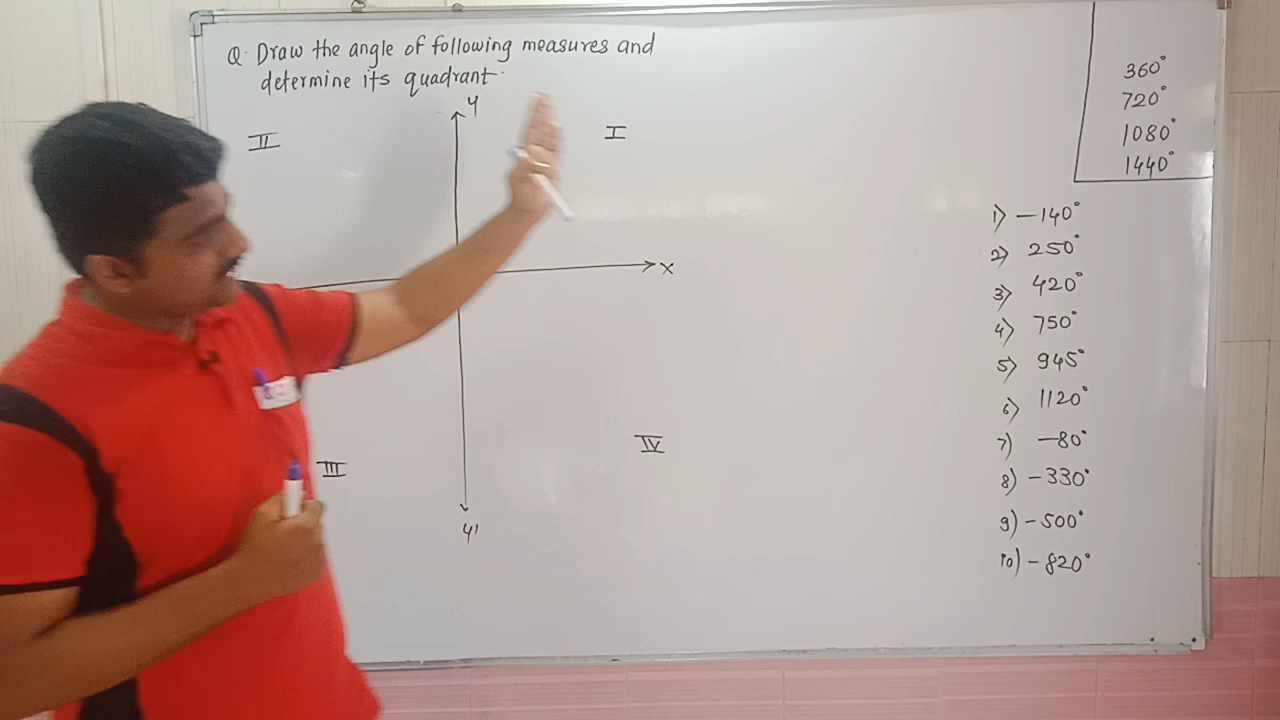 Q. Draw the angle of following measures and
determine its quadrant.
Y
II
I
X
III
IV
Y'
360°
720°
1080°
1440°
1) -140°
2) 250°
3) 420°
4) 750°
5) 945°
6) 1120°
7) -80°
8) -330°
9) -500°
10) -820°